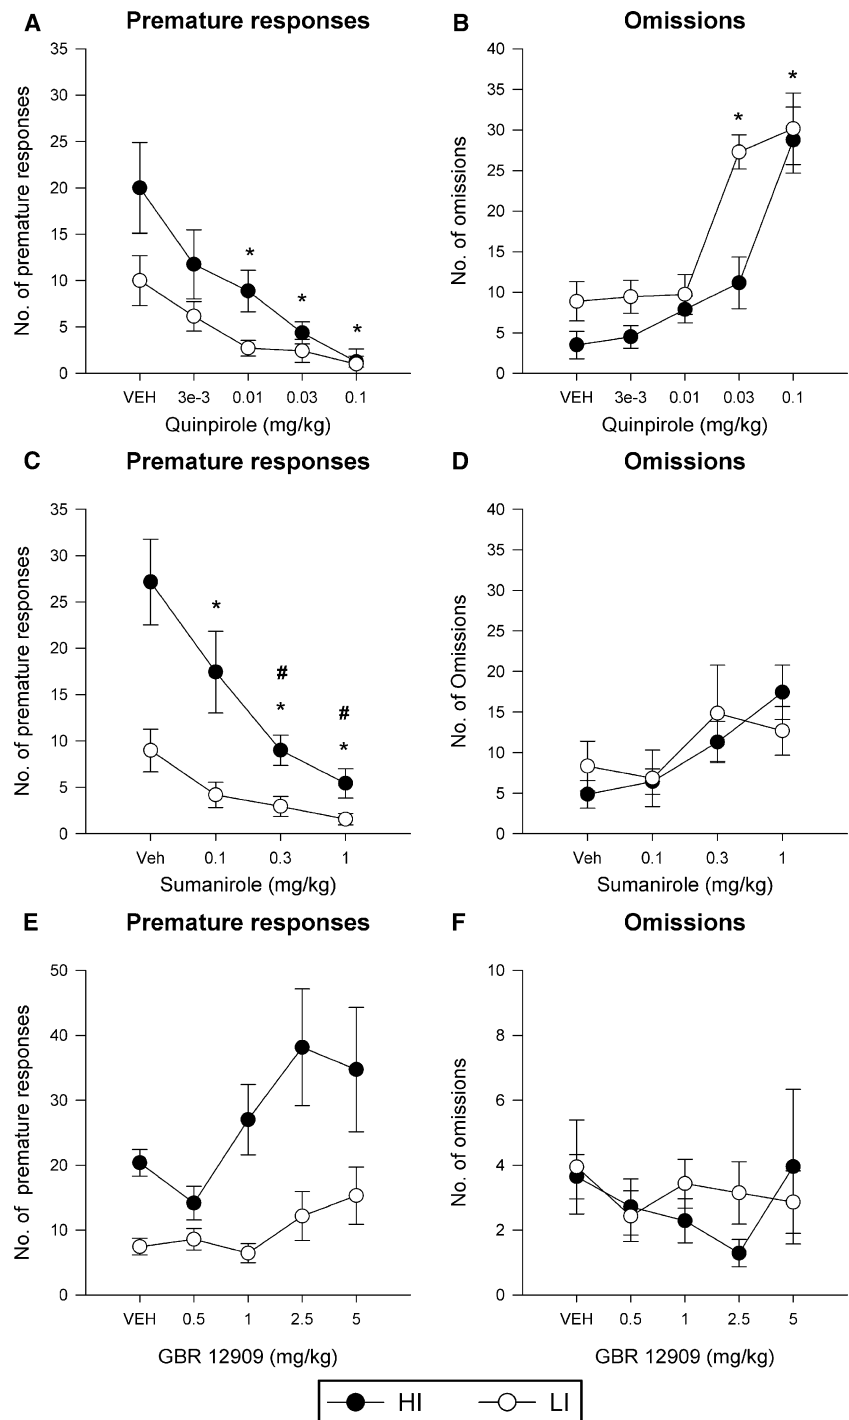 A Premature responses
35
30
25
20
15
10
5
0
No. of premature responses
* * *
VEH 3e-3 0.01 0.03 0.1
Quinpirole (mg/kg)
B Omissions
40
35
30
25
20
15
10
5
0
No. of omissions
* *
VEH 3e-3 0.01 0.03 0.1
Quinpirole (mg/kg)
C Premature responses
35
30
25
20
15
10
5
0
No. of premature responses
*
# #
* *
Veh 0.1 0.3 1
Sumanirole (mg/kg)
D Omissions
40
35
30
25
20
15
10
5
0
No. of Omissions
Veh 0.1 0.3 1
Sumanirole (mg/kg)
E Premature responses
50
40
30
20
10
0
No. of premature responses
VEH 0.5 1 2.5 5
GBR 12909 (mg/kg)
F Omissions
10
8
6
4
2
0
No. of omissions
VEH 0.5 1 2.5 5
GBR 12909 (mg/kg)
HI LI